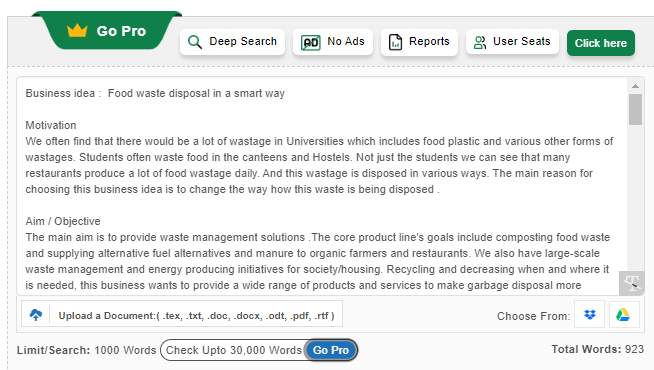 Go Pro
Deep Search
No Ads
Reports
User Seats
Click here
Business idea :  Food waste disposal in a smart way
Motivation
We often find that there would be a lot of wastage in Universities which includes food plastic and various other forms of
wastages. Students often waste food in the canteens and Hostels. Not just the students we can see that many
restaurants produce a lot of food wastage daily. And this wastage is disposed in various ways. The main reason for
choosing this business idea is to change the way how this waste is being disposed .
Aim / Objective
The main aim is to provide waste management solutions .The core product line's goals include composting food waste
and supplying alternative fuel alternatives and manure to organic farmers and restaurants. We also have large-scale
waste management and energy producing initiatives for society/housing. Recycling and decreasing when and where it
is needed, this business wants to provide a wide range of products and services to make garbage disposal more
Upload a Document:( .tex, .txt, .doc, .docx, .odt, .pdf, .rtf )
Choose From:
Limit/Search: 1000 Words
Check Upto 30,000 Words
Go Pro
Total Words: 923